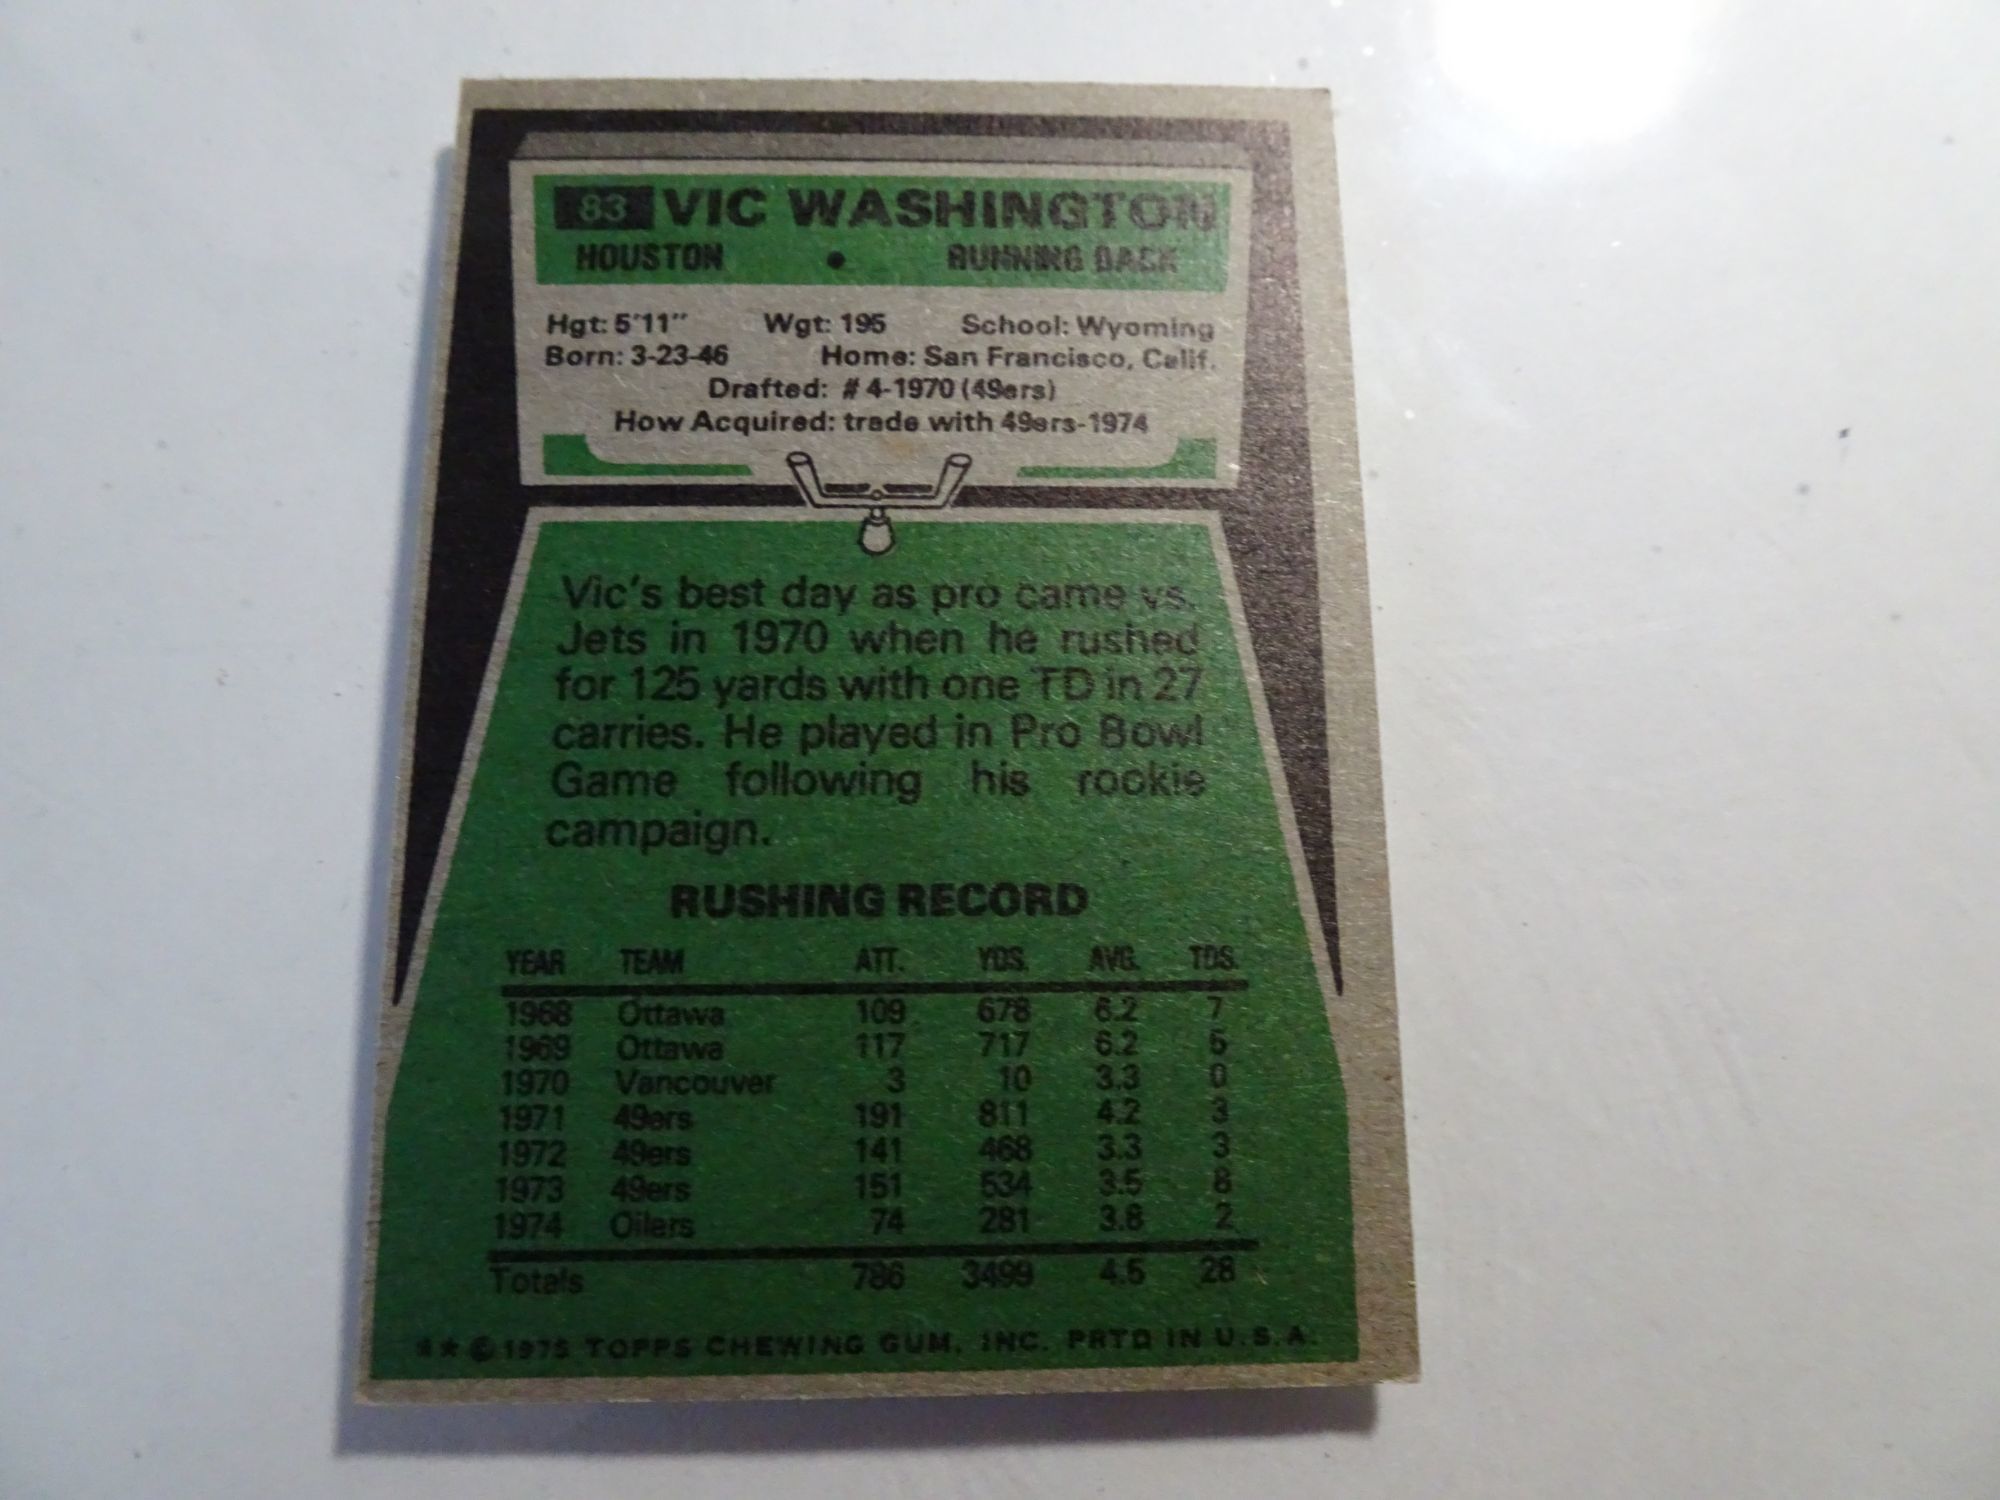 83 VIC WASHINGTON
HOUSTON • RUNNING BACK
Hgt: 5'11" Wgt: 195 School: Wyoming
Born: 3-23-46 Home: San Francisco, Calif.
Drafted: # 4-1970 (49ers)
How Acquired: trade with 49ers-1974
Vic's best day as pro came vs.
Jets in 1970 when he rushed
for 125 yards with one TD in 27
carries. He played in Pro Bowl
Game following his rookie
campaign.
RUSHING RECORD
YEAR TEAM ATT. YDS. AVG. TDS.
1968 Ottawa 109 678 6.2 7
1969 Ottawa 117 717 6.2 5
1970 Vancouver 3 10 3.3 0
1971 49ers 191 811 4.2 3
1972 49ers 141 468 3.3 3
1973 49ers 151 534 3.5 8
1974 Oilers 74 281 3.8 2
Totals 786 3499 4.5 28
** © 1975 TOPPS CHEWING GUM, INC. PRTD IN U.S.A.